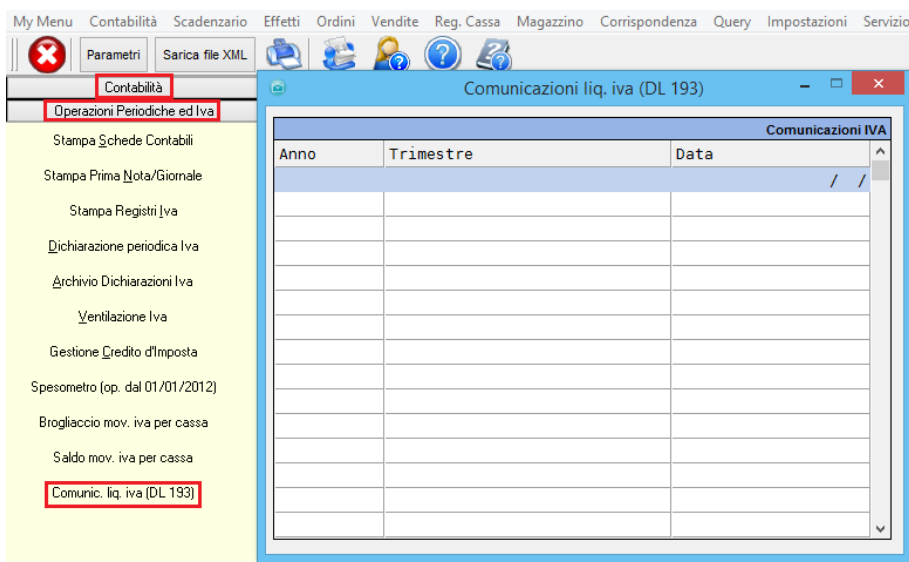 My Menu Contabilità Scadenzario Effetti Ordini Vendite Reg. Cassa Magazzino Corrispondenza Query Impostazioni Servizio
Parametri Sarica file XML
Contabilità
Operazioni Periodiche ed Iva
Stampa Schede Contabili
Stampa Prima Nota/Giornale
Stampa Registri Iva
Dichiarazione periodica Iva
Archivio Dichiarazioni Iva
Ventilazione Iva
Gestione Credito d'Imposta
Spesometro (op. dal 01/01/2012)
Brogliaccio mov. iva per cassa
Saldo mov. iva per cassa
Comunic. liq. iva (DL 193)
Comunicazioni liq. iva (DL 193)
Comunicazioni IVA
Anno Trimestre Data
/ /